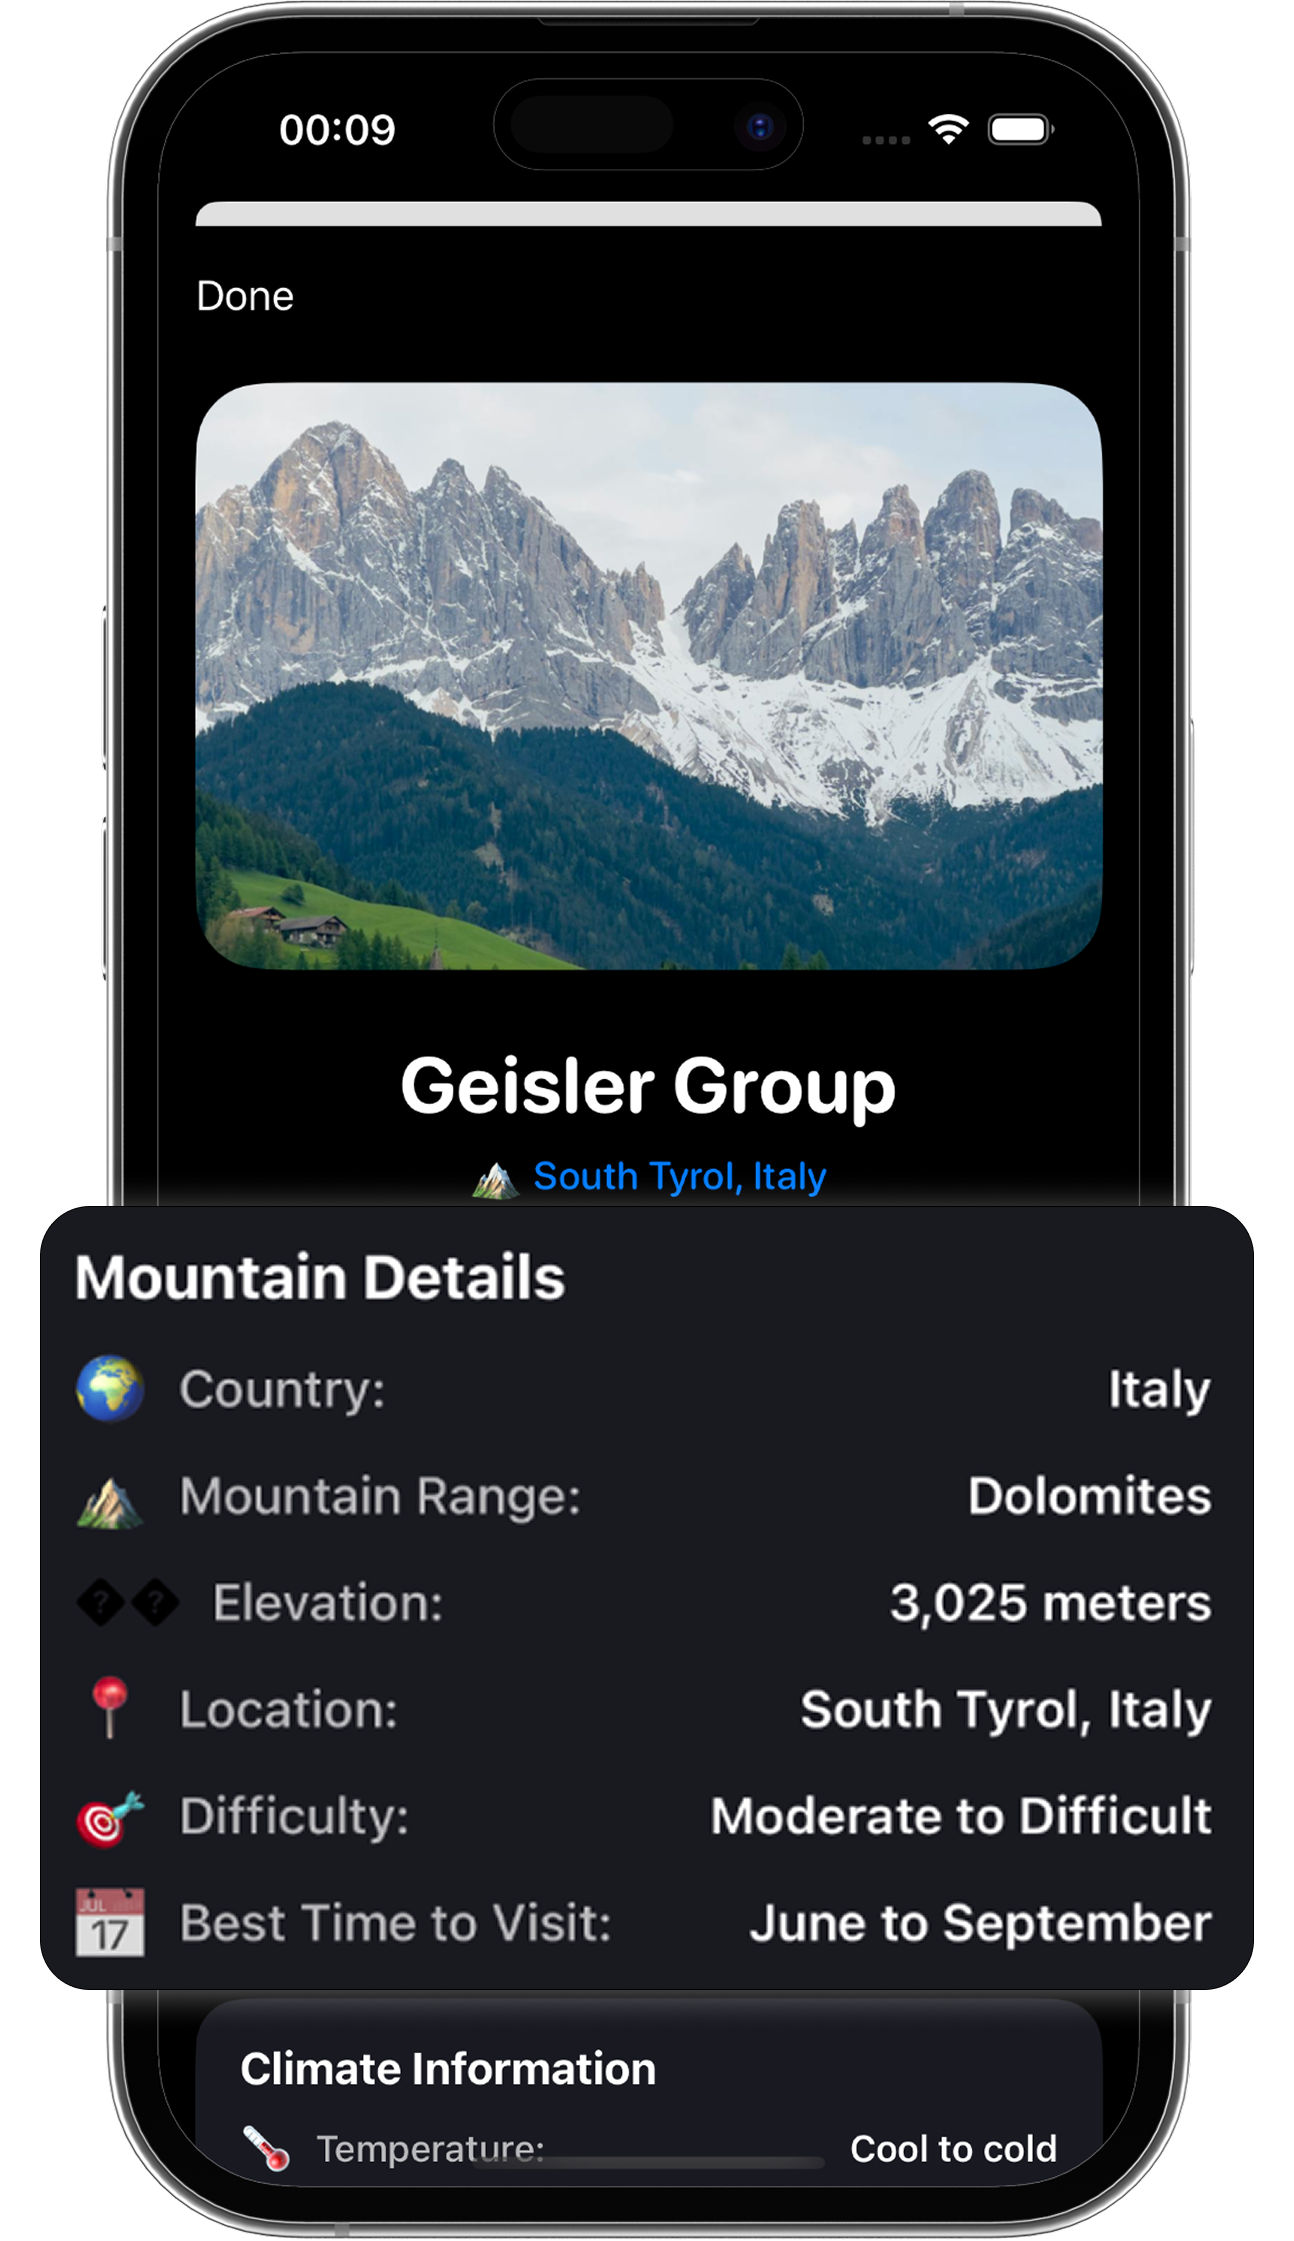 00:09
Done
Geisler Group
South Tyrol, Italy
Mountain Details
Country: Italy
Mountain Range: Dolomites
Elevation: 3,025 meters
Location: South Tyrol, Italy
Difficulty: Moderate to Difficult
JUL
17 Best Time to Visit: June to September
Climate Information
Temperature: Cool to cold